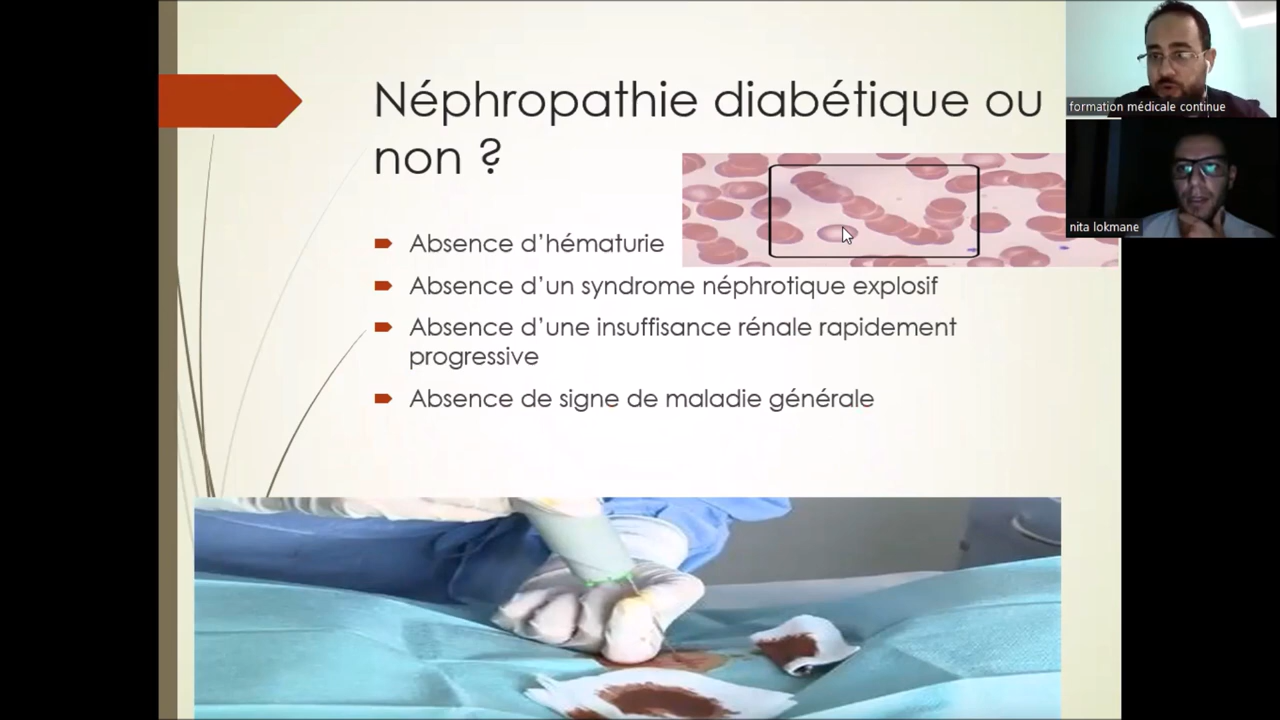 Néphropathie diabétique ou
non ?
Absence d’hématurie
Absence d’un syndrome néphrotique explosif
Absence d’une insuffisance rénale rapidement
progressive
Absence de signe de maladie générale
formation médicale continue
nita lokmane